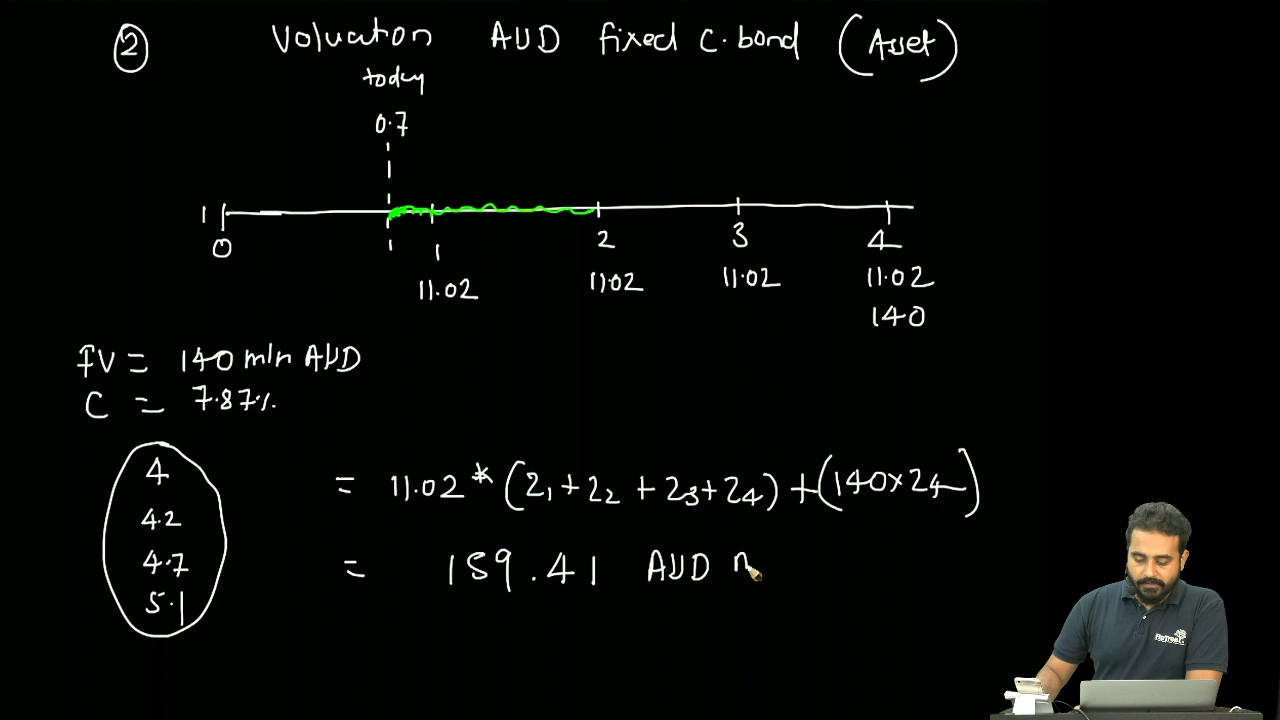 ② Valuation AUD fixed C. bond (Asset)
today
0.7
0 1 2 3 4
11.02 11.02 11.02 11.02
140
FV = 140 mln AUD
C = 7.87%
4
4.2
4.7
5.1
= 11.02 * (Z1 + Z2 + Z3 + Z4) + (140 x Z4)
= 159.41 AUD m